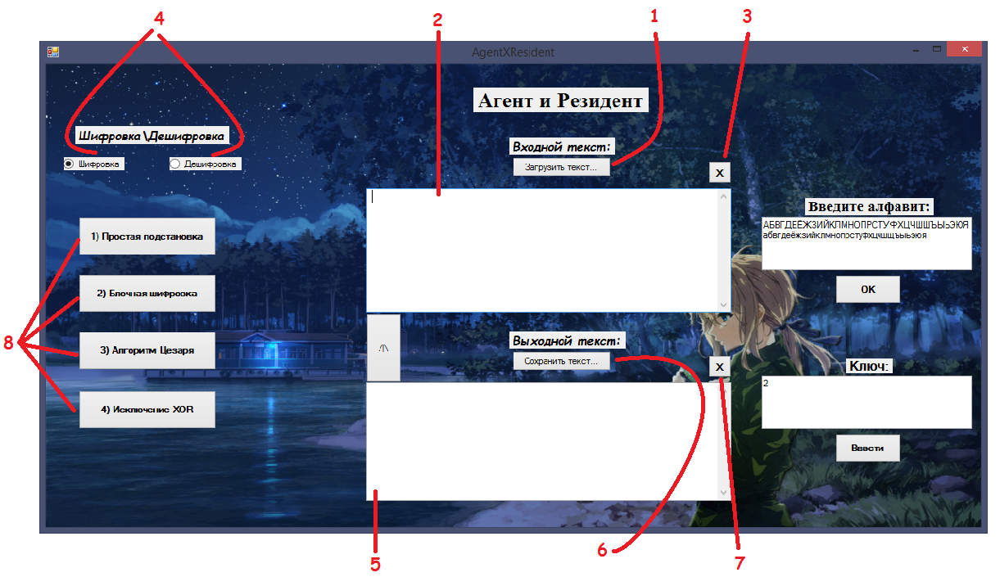 4
2
1
3
AgentXResident
Агент и Резидент
Шифровка\Дешифровка
Входной текст:
Шифровка
Дешифровка
Загрузить текст...
X
Введите алфавит:
АБВГДЕЁЖЗИЙКЛМНОПРСТУФХЦЧШЩЪЫЬЭЮЯ
абвгдеёжзийклмнопрстуфхцчшщъыьэюя
1) Простая подстановка
OK
2) Блочная шифровка
/|\
8
3) Алгоритм Цезаря
Выходной текст:
Сохранить текст...
X
Ключ:
2
4) Исключение XOR
Ввести
5
6
7